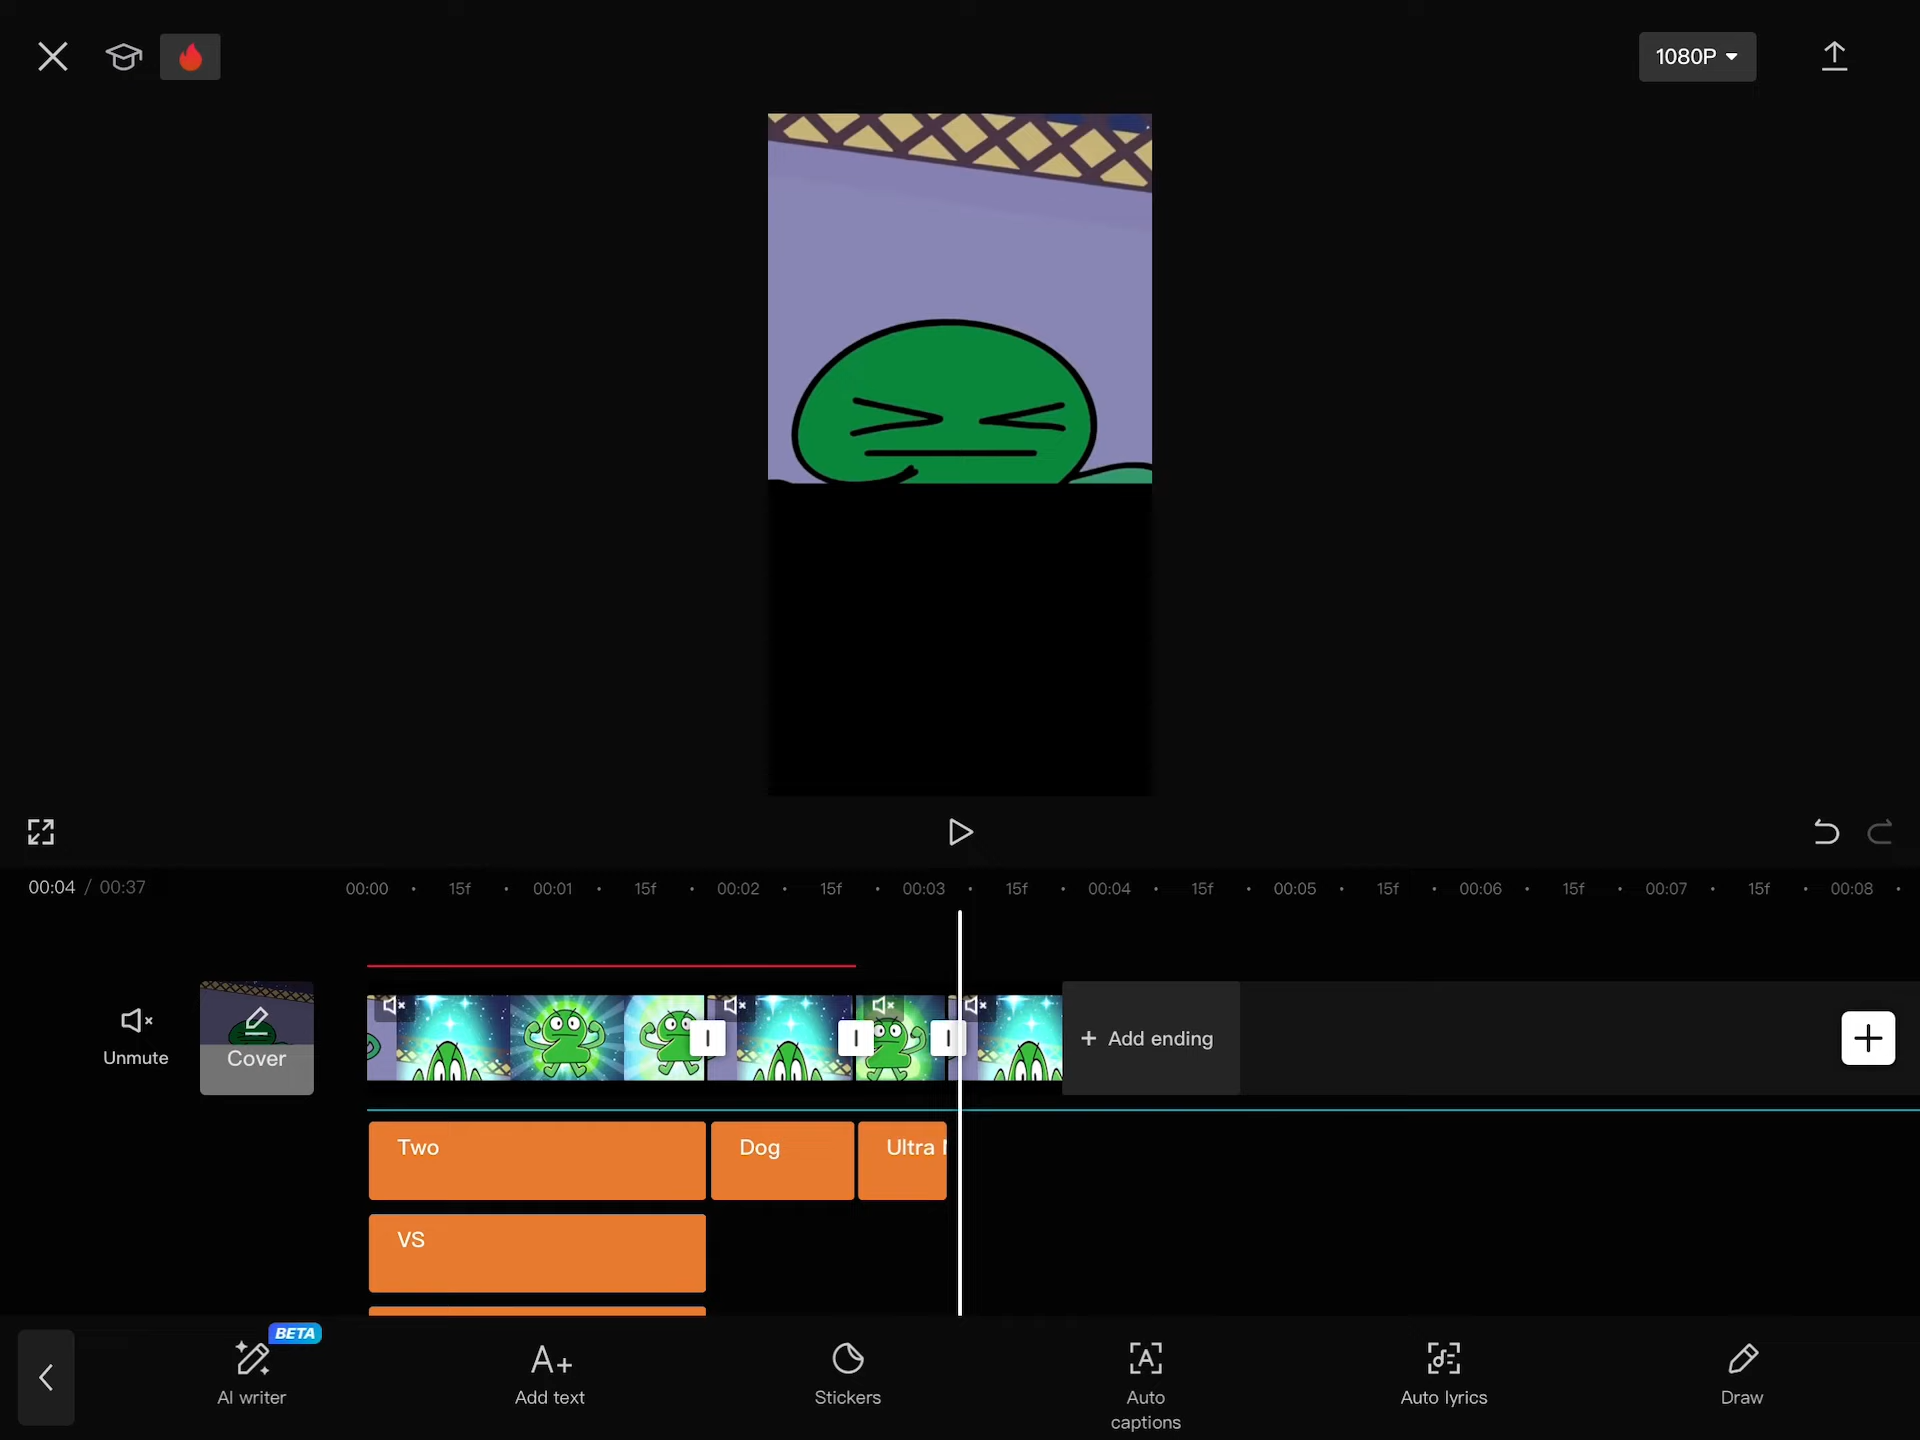 1080P
00:04 / 00:37
00:00 15f 00:01 15f 00:02 15f 00:03 15f 00:04 15f 00:05 15f 00:06 15f 00:07 15f 00:08
Unmute
Cover
+ Add ending
Two
Dog
Ultra
VS
BETA
AI writer
A+
Add text
Stickers
A
Auto
captions
Auto lyrics
Draw